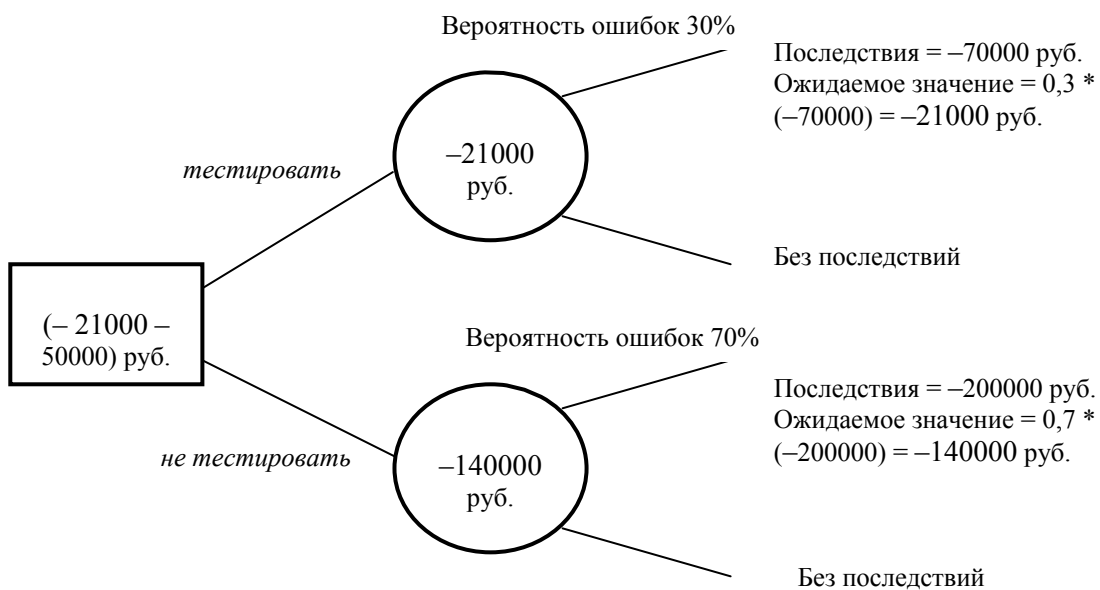 Вероятность ошибок 30%
Последствия = –70000 руб.
Ожидаемое значение = 0,3 *
(–70000) = –21000 руб.
–21000
руб.
тестировать
Без последствий
(– 21000 –
50000) руб.
Вероятность ошибок 70%
Последствия = –200000 руб.
Ожидаемое значение = 0,7 *
(–200000) = –140000 руб.
не тестировать
–140000
руб.
Без последствий